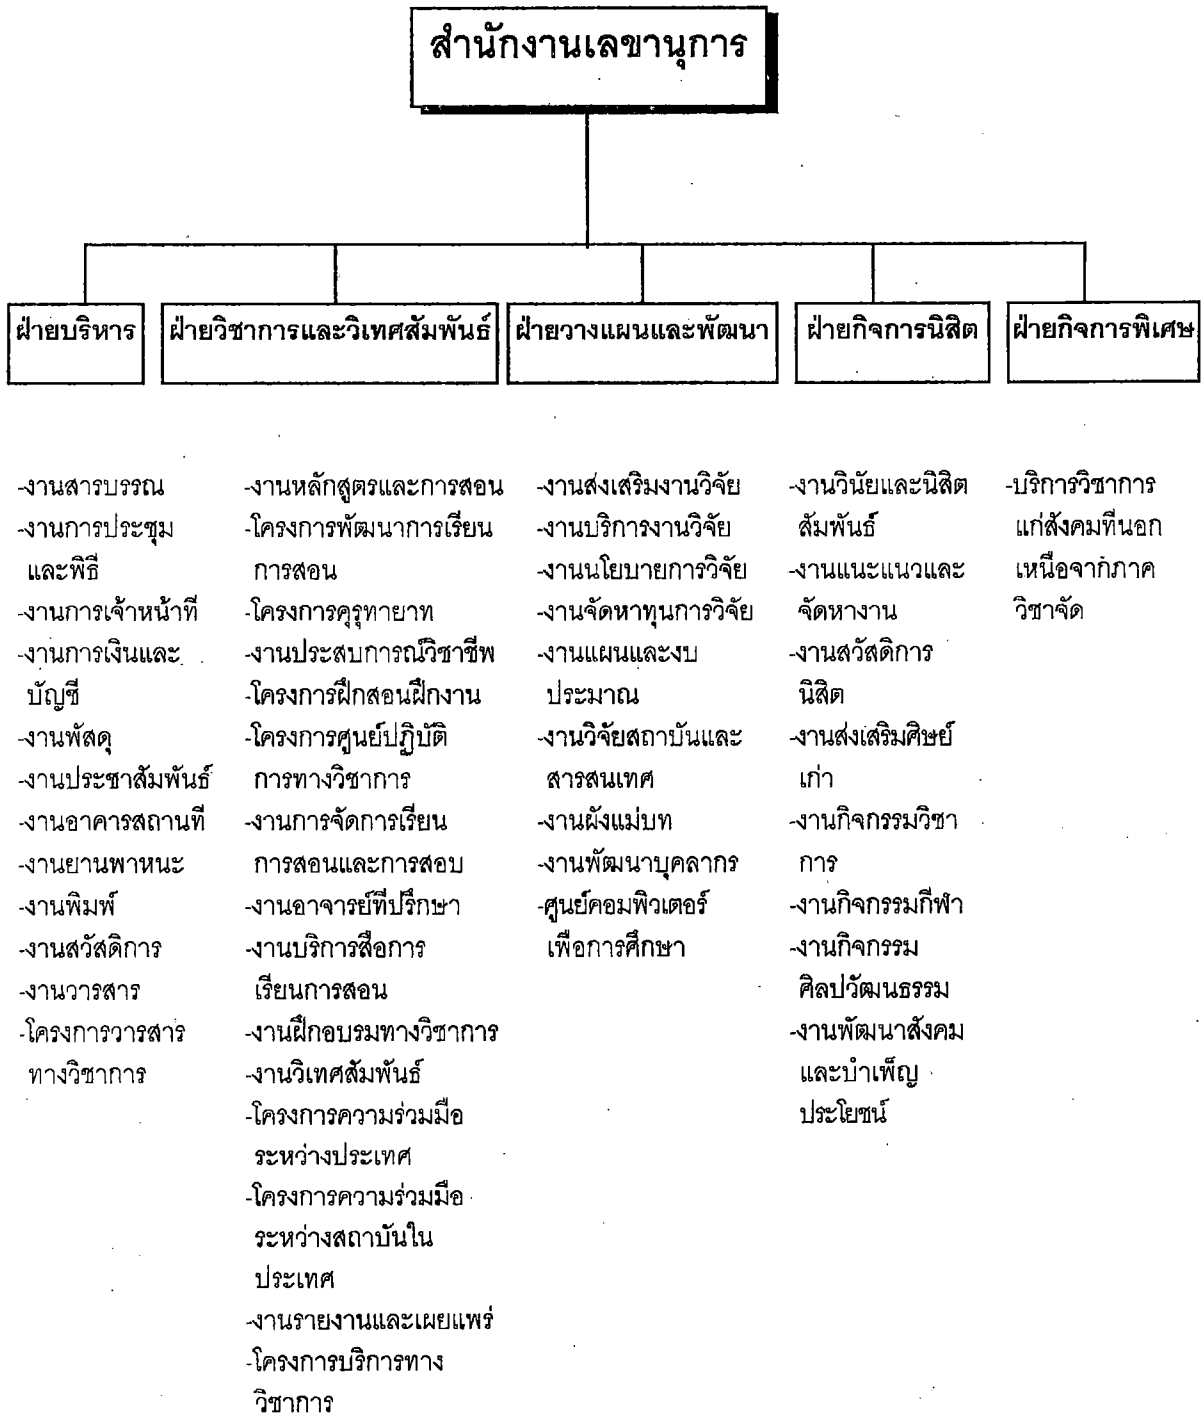 สำนักงานเลขานุการ
ฝ่ายบริหาร
ฝ่ายวิชาการและวิเทศสัมพันธ์
ฝ่ายวางแผนและพัฒนา
ฝ่ายกิจการนิสิต
ฝ่ายกิจการพิเศษ
-งานสารบรรณ
-งานการประชุม
และพิธี
-งานการเจ้าหน้าที่
-งานการเงินและ
บัญชี
-งานพัสดุ
-งานประชาสัมพันธ์
-งานอาคารสถานที่
-งานยานพาหนะ
-งานพิมพ์
-งานสวัสดิการ
-งานวารสาร
-โครงการวารสาร
ทางวิชาการ
-งานหลักสูตรและการสอน
-โครงการพัฒนาการเรียน
การสอน
-โครงการคุรุทายาท
-งานประสบการณ์วิชาชีพ
-โครงการฝึกสอนฝึกงาน
-โครงการศูนย์ปฏิบัติ
การทางวิชาการ
-งานการจัดการเรียน
การสอนและการสอบ
-งานอาจารย์ที่ปรึกษา
-งานบริการสื่อการ
เรียนการสอน
-งานฝึกอบรมทางวิชาการ
-งานวิเทศสัมพันธ์
-โครงการความร่วมมือ
ระหว่างประเทศ
-โครงการความร่วมมือ
ระหว่างสถาบันใน
ประเทศ
-งานรายงานและเผยแพร่
-โครงการบริการทาง
วิชาการ
-งานส่งเสริมงานวิจัย
-งานบริการงานวิจัย
-งานนโยบายการวิจัย
-งานจัดหาทุนการวิจัย
-งานแผนและงบ
ประมาณ
-งานวิจัยสถาบันและ
สารสนเทศ
-งานผังแม่บท
-งานพัฒนาบุคลากร
-ศูนย์คอมพิวเตอร์
เพื่อการศึกษา
-งานวินัยและนิสิต
สัมพันธ์
-งานแนะแนวและ
จัดหางาน
-งานสวัสดิการ
นิสิต
-งานส่งเสริมศิษย์
เก่า
-งานกิจกรรมวิชา
การ
-งานกิจกรรมกีฬา
-งานกิจกรรม
ศิลปวัฒนธรรม
-งานพัฒนาสังคม
และบำเพ็ญ
ประโยชน์
-บริการวิชาการ
แก่สังคมที่นอก
เหนือจากภาค
วิชาจัด